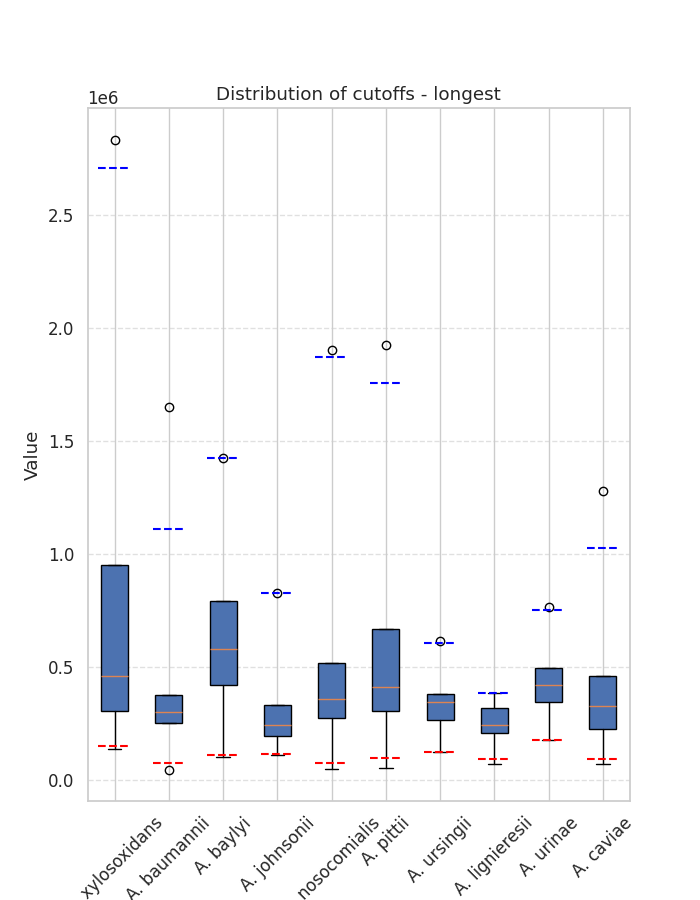 Distribution of cutoffs - longest
1e6
Value
2.5
2.0
1.5
1.0
0.5
0.0
xylosoxidans
A. baumannii
A. baylyi
A. johnsonii
nosocomialis
A. pittii
A. ursingii
A. lignieresii
A. urinae
A. caviae